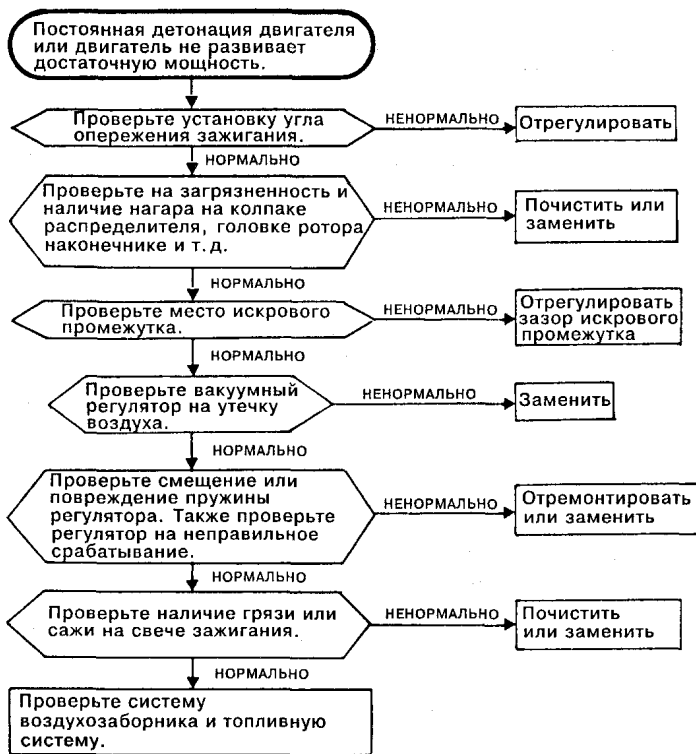 Постоянная детонация двигателя
или двигатель не развивает
достаточную мощность.
Проверьте установку угла
опережения зажигания.
НЕНОРМАЛЬНО
Отрегулировать
НОРМАЛЬНО
Проверьте на загрязненность и
наличие нагара на колпаке
распределителя, головке ротора
наконечнике и т.д.
НЕНОРМАЛЬНО
Почистить или
заменить
НОРМАЛЬНО
Проверьте место искрового
промежутка.
НЕНОРМАЛЬНО
Отрегулировать
зазор искрового
промежутка
НОРМАЛЬНО
Проверьте вакуумный
регулятор на утечку
воздуха.
НЕНОРМАЛЬНО
Заменить
НОРМАЛЬНО
Проверьте смещение или
повреждение пружины
регулятора. Также проверьте
регулятор на неправильное
срабатывание.
НЕНОРМАЛЬНО
Отремонтировать
или заменить
НОРМАЛЬНО
Проверьте наличие грязи или
сажи на свече зажигания.
НЕНОРМАЛЬНО
Почистить
или заменить
НОРМАЛЬНО
Проверьте систему
воздухозаборника и топливную
систему.